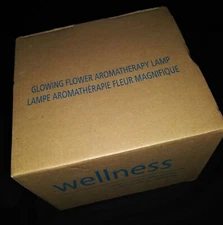 GLOWING FLOWER AROMATHERAPY LAMP
LAMPE AROMATHÉRAPIE FLEUR MAGNIFIQUE
wellness